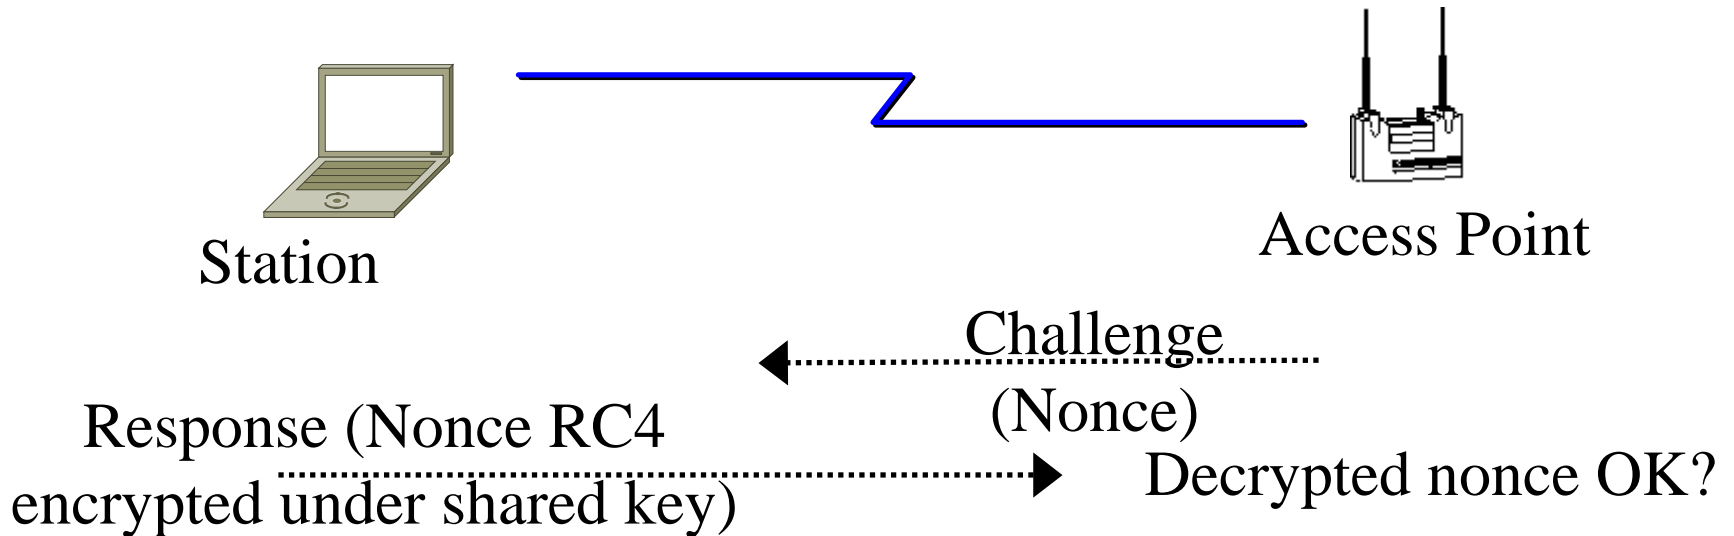 Station
Access Point
Challenge
(Nonce)
Response (Nonce RC4
encrypted under shared key)
Decrypted nonce OK?